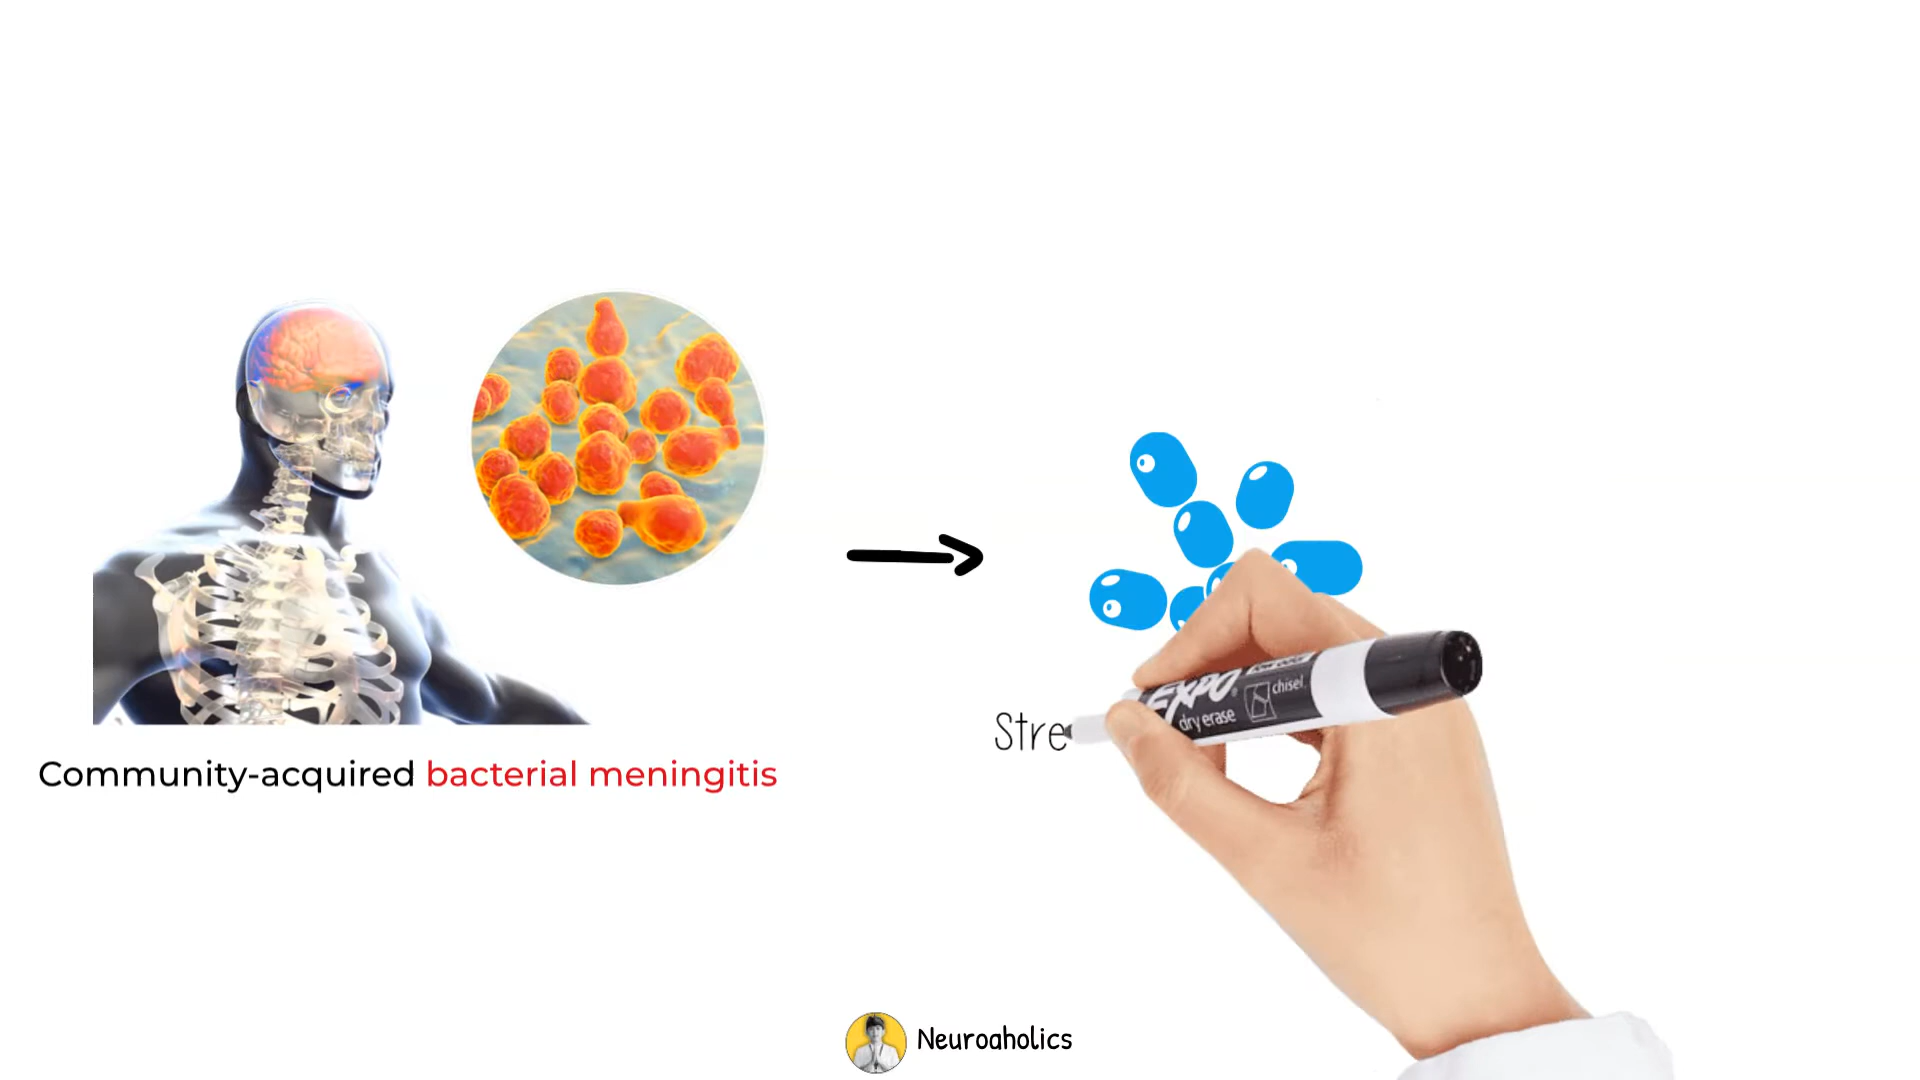 Community-acquired bacterial meningitis
Stre
EXPO
chisel
dry erase
Neuroaholics